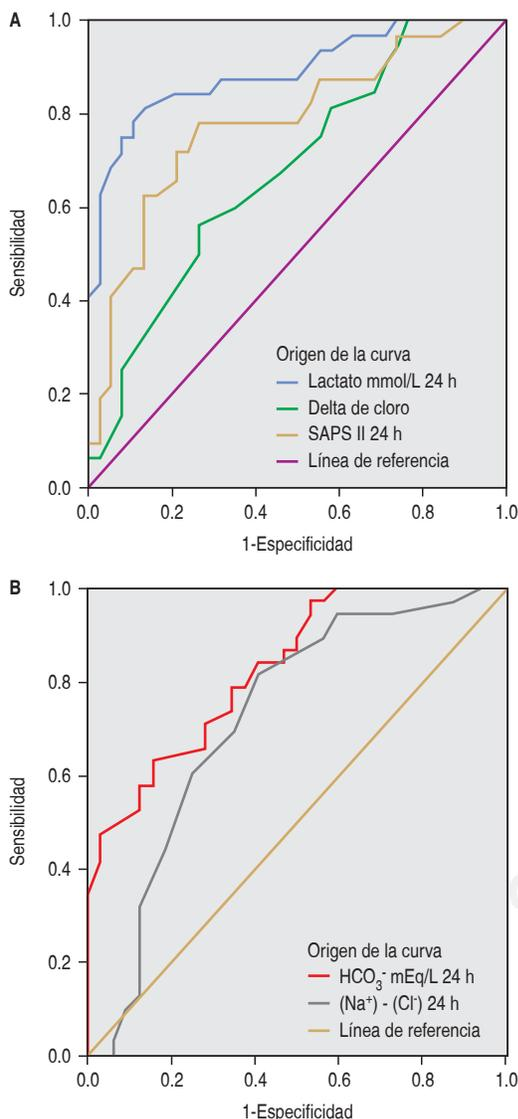 A
1.0
0.8
0.6
0.4
0.2
0.0
Sensibilidad
Origen de la curva
Lactato mmol/L 24 h
Delta de cloro
SAPS II 24 h
Línea de referencia
0.0 0.2 0.4 0.6 0.8 1.0
1-Especificidad
B
1.0
0.8
0.6
0.4
0.2
0.0
Sensibilidad
Origen de la curva
HCO₃⁻ mEq/L 24 h
(Na⁺) - (Cl⁻) 24 h
Línea de referencia
0.0 0.2 0.4 0.6 0.8 1.0
1-Especificidad